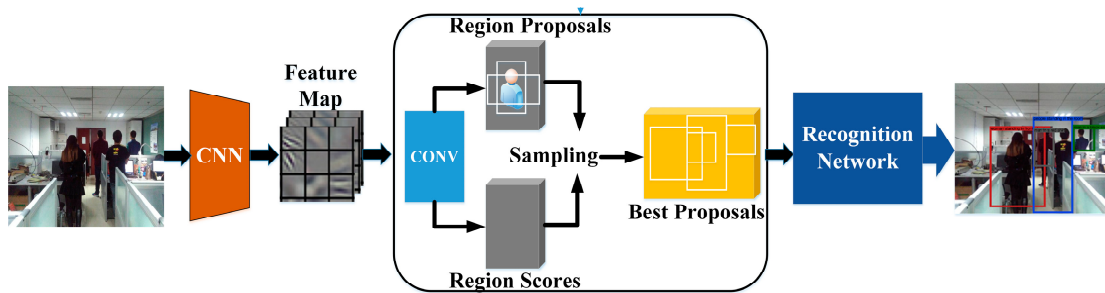 CNN
Feature
Map
CONV
Region Proposals
Region Scores
Sampling
Best Proposals
Recognition
Network